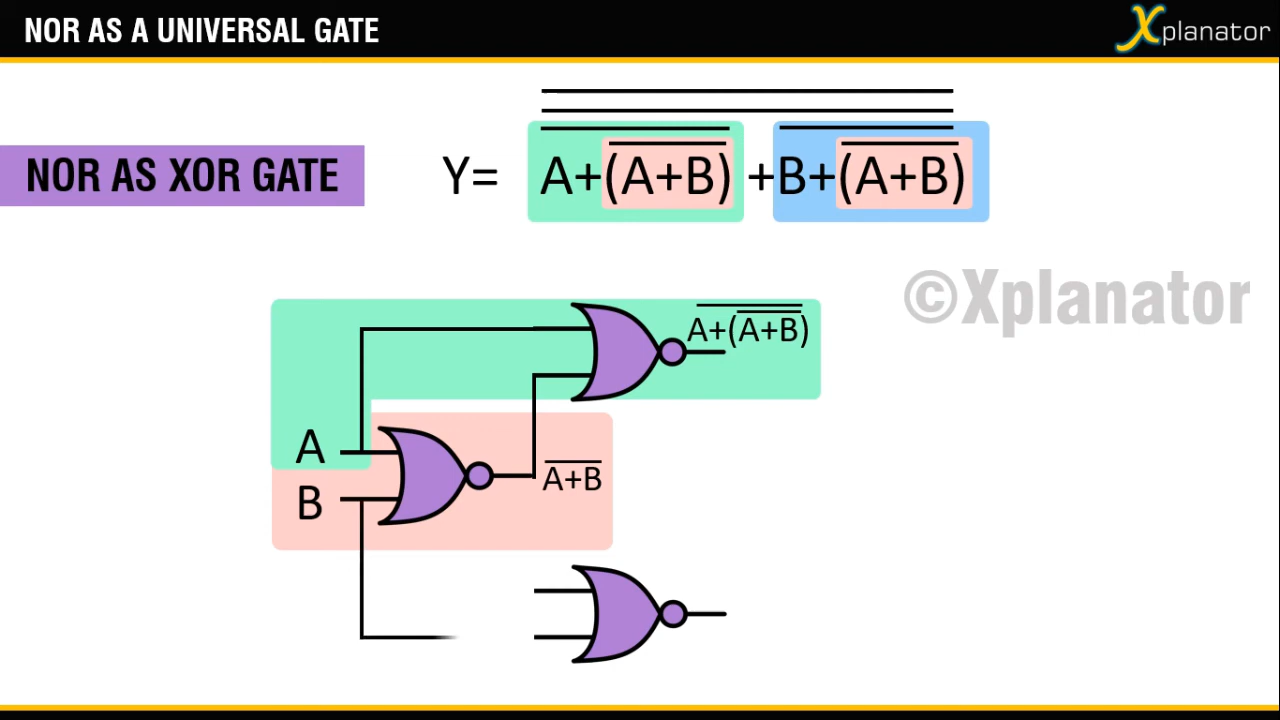 NOR AS A UNIVERSAL GATE
Xplanator
NOR AS XOR GATE
Y= A+(A+B) +B+(A+B)
©Xplanator
A+(A+B)
A
A+B
B